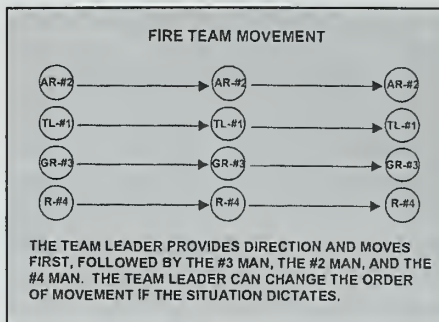 FIRE TEAM MOVEMENT
AR-#2 AR-#2 AR-#2
TL-#1 TL-#1 TL-#1
GR-#3 GR-#3 GR-#3
R-#4 R-#4 R-#4
THE TEAM LEADER PROVIDES DIRECTION AND MOVES
FIRST, FOLLOWED BY THE #3 MAN, THE #2 MAN, AND THE
#4 MAN. THE TEAM LEADER CAN CHANGE THE ORDER
OF MOVEMENT IF THE SITUATION DICTATES.